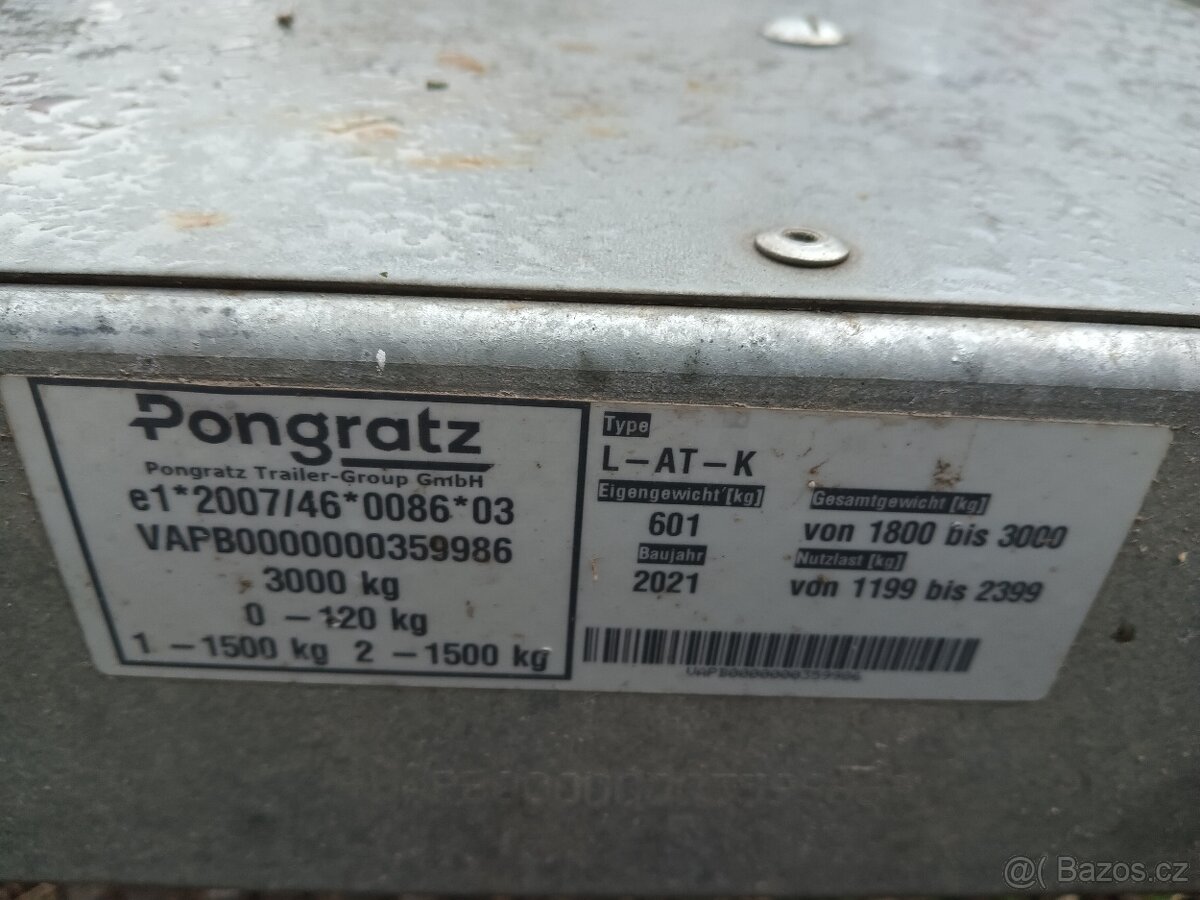 Pongratz
Pongratz Trailer-Group GmbH
e1*2007/46*0086*03
VAPB0000000359986
3000 kg
0 – 120 kg
1 – 1500 kg 2 – 1500 kg
Type
L–AT–K
Eigengewicht [kg]
601
Baujahr
2021
Gesamtgewicht [kg]
von 1800 bis 3000
Nutzlast [kg]
von 1199 bis 2399
VAPB0000000359986
@( Bazos.cz